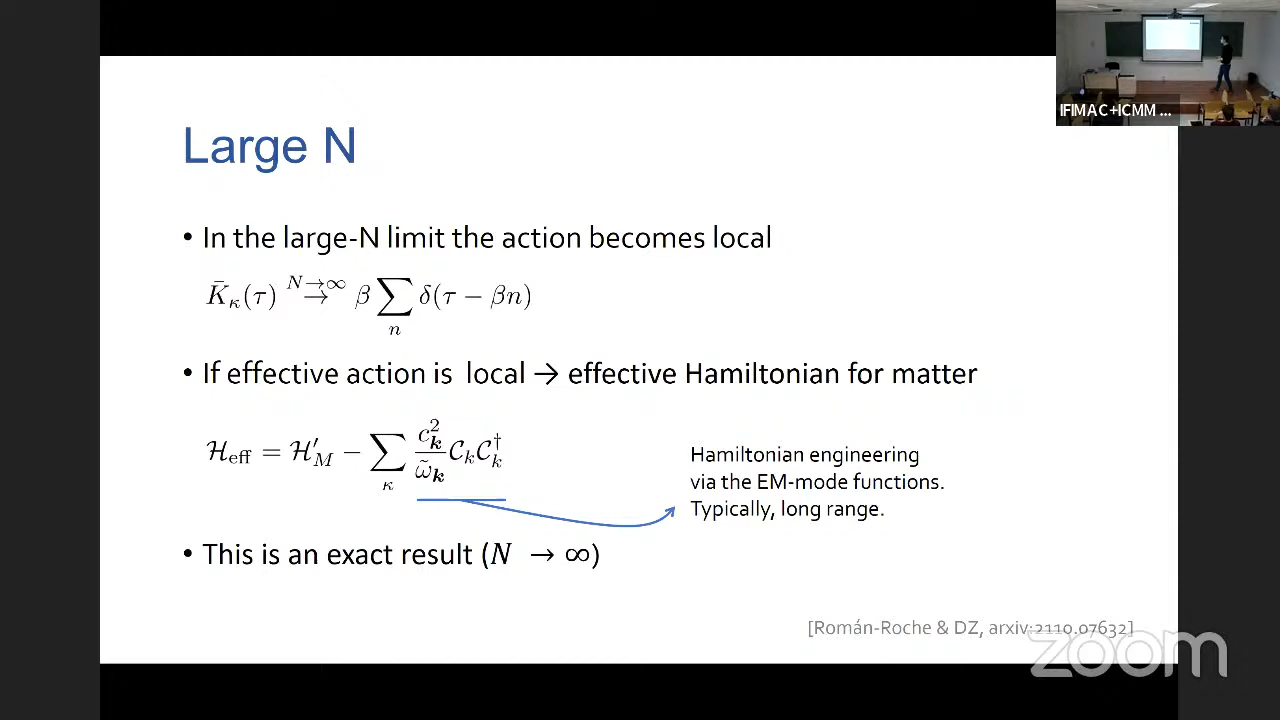 IFIMAC+ICMM ...
Large N
• In the large-N limit the action becomes local
K̄_κ(τ) →^{N→∞} β ∑_n δ(τ − βn)
• If effective action is local → effective Hamiltonian for matter
ℋ_eff = ℋ′_M − ∑_κ c_𝒌^2 / ω̃_𝒌 𝒞_k 𝒞_k^†
Hamiltonian engineering
via the EM-mode functions.
Typically, long range.
• This is an exact result (N → ∞)
[Román-Roche & DZ, arxiv:2110.07632]
zoom